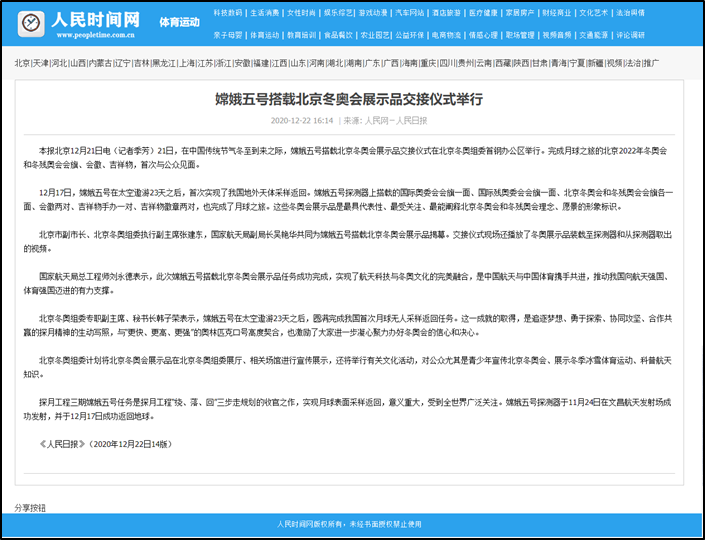 人民时间网
www.peopletime.com.cn
体育运动
科技数码 | 生活消费 | 女性时尚 | 娱乐综艺| 游戏动漫 | 汽车网站 | 酒店旅游 | 医疗健康 | 家居房产 | 财经商业 | 文化艺术 | 法治舆情
亲子母婴 | 体育运动 | 教育培训 | 食品餐饮 | 农业园艺| 公益环保 | 电商物流 | 情感心理 | 职场管理 | 视频音频 | 交通能源 | 评论调研
北京|天津|河北|山西|内蒙古|辽宁|吉林|黑龙江|上海|江苏|浙江|安徽|福建|江西|山东|河南|湖北|湖南|广东|广西|海南|重庆|四川|贵州|云南|西藏|陕西|甘肃|青海|宁夏|新疆|视频|法治|推广
嫦娥五号搭载北京冬奥会展示品交接仪式举行
2020-12-22 16:14 | 来源：人民网－人民日报
本报北京12月21日电（记者季芳）21日，在中国传统节气冬至到来之际，嫦娥五号搭载北京冬奥会展示品交接仪式在北京冬奥组委首钢办公区举行。完成月球之旅的北京2022年冬奥会
和冬残奥会会旗、会徽、吉祥物，首次与公众见面。
12月17日，嫦娥五号在太空遨游23天之后，首次实现了我国地外天体采样返回。嫦娥五号探测器上搭载的国际奥委会会旗一面、国际残奥委会会旗一面、北京冬奥会和冬残奥会会旗各一
面、会徽两对、吉祥物手办一对、吉祥物徽章两对，也完成了月球之旅。这些冬奥会展示品是最具代表性、最受关注、最能阐释北京冬奥会和冬残奥会理念、愿景的形象标识。
北京市副市长、北京冬奥组委执行副主席张建东，国家航天局副局长吴艳华共同为嫦娥五号搭载北京冬奥会展示品揭幕。交接仪式现场还播放了冬奥展示品装载至探测器和从探测器取出
的视频。
国家航天局总工程师刘永德表示，此次嫦娥五号搭载北京冬奥会展示品任务成功完成，实现了航天科技与冬奥文化的完美融合，是中国航天与中国体育携手共进，推动我国向航天强国、
体育强国迈进的有力支撑。
北京冬奥组委专职副主席、秘书长韩子荣表示，嫦娥五号在太空遨游23天之后，圆满完成我国首次月球无人采样返回任务。这一成就的取得，是追逐梦想、勇于探索、协同攻坚、合作共
赢的探月精神的生动写照，与“更快、更高、更强”的奥林匹克口号高度契合，也激励了大家进一步凝心聚力办好冬奥会的信心和决心。
北京冬奥组委计划将北京冬奥会展示品在北京冬奥组委展厅、相关场馆进行宣传展示，还将举行有关文化活动，对公众尤其是青少年宣传北京冬奥会、展示冬季冰雪体育运动、科普航天
知识。
探月工程三期嫦娥五号任务是探月工程“绕、落、回”三步走规划的收官之作，实现月球表面采样返回，意义重大，受到全世界广泛关注。嫦娥五号探测器于11月24日在文昌航天发射场成
功发射，并于12月17日成功返回地球。
《人民日报》（2020年12月22日14版）
分享按钮
人民时间网版权所有，未经书面授权禁止使用